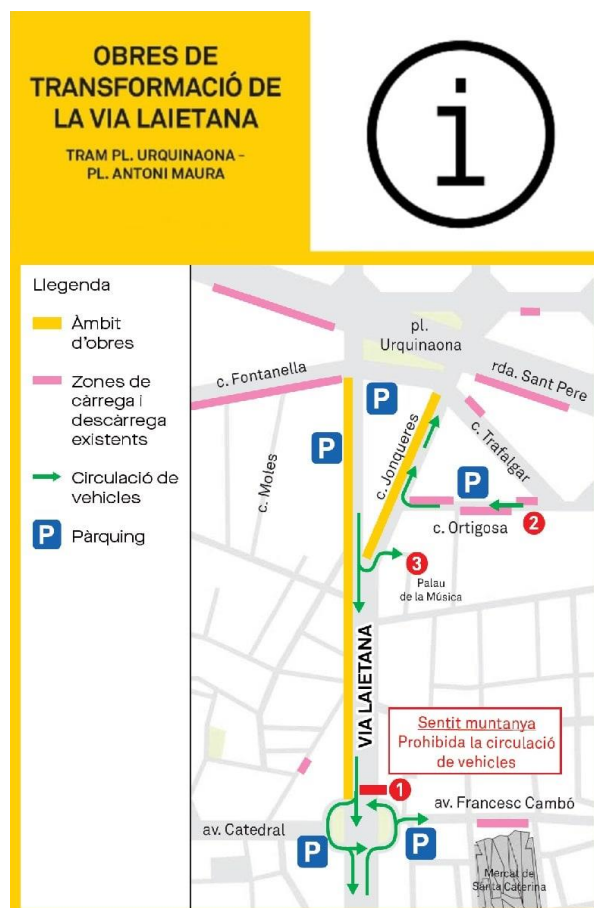 OBRES DE
TRANSFORMACIÓ DE
LA VIA LAIETANA
TRAM PL. URQUINAONA -
PL. ANTONI MAURA
i
Llegenda
Àmbit
d'obres
Zones de
càrrega i
descàrrega
existents
Circulació de
vehicles
P Pàrquing
pl.
Urquinaona
c. Fontanella
rda. Sant Pere
P
P
c. Jonqueres
c. Trafalgar
c. Moles
P
c. Ortigosa
2
3
Palau
de la Música
VIA LAIETANA
Sentit muntanya
Prohibida la circulació
de vehicles
1
av. Francesc Cambó
av. Catedral
P
P
Mercat de
Santa Caterina